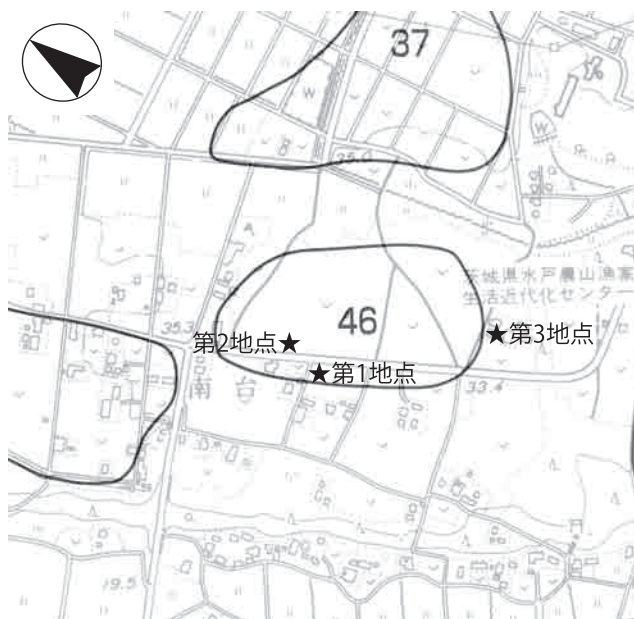 37
W
W
35.0
A
茨城県水戸農山漁家
生活近代化センター
46
35.3
第2地点★
★第3地点
★第1地点
33.4
南台
19.5